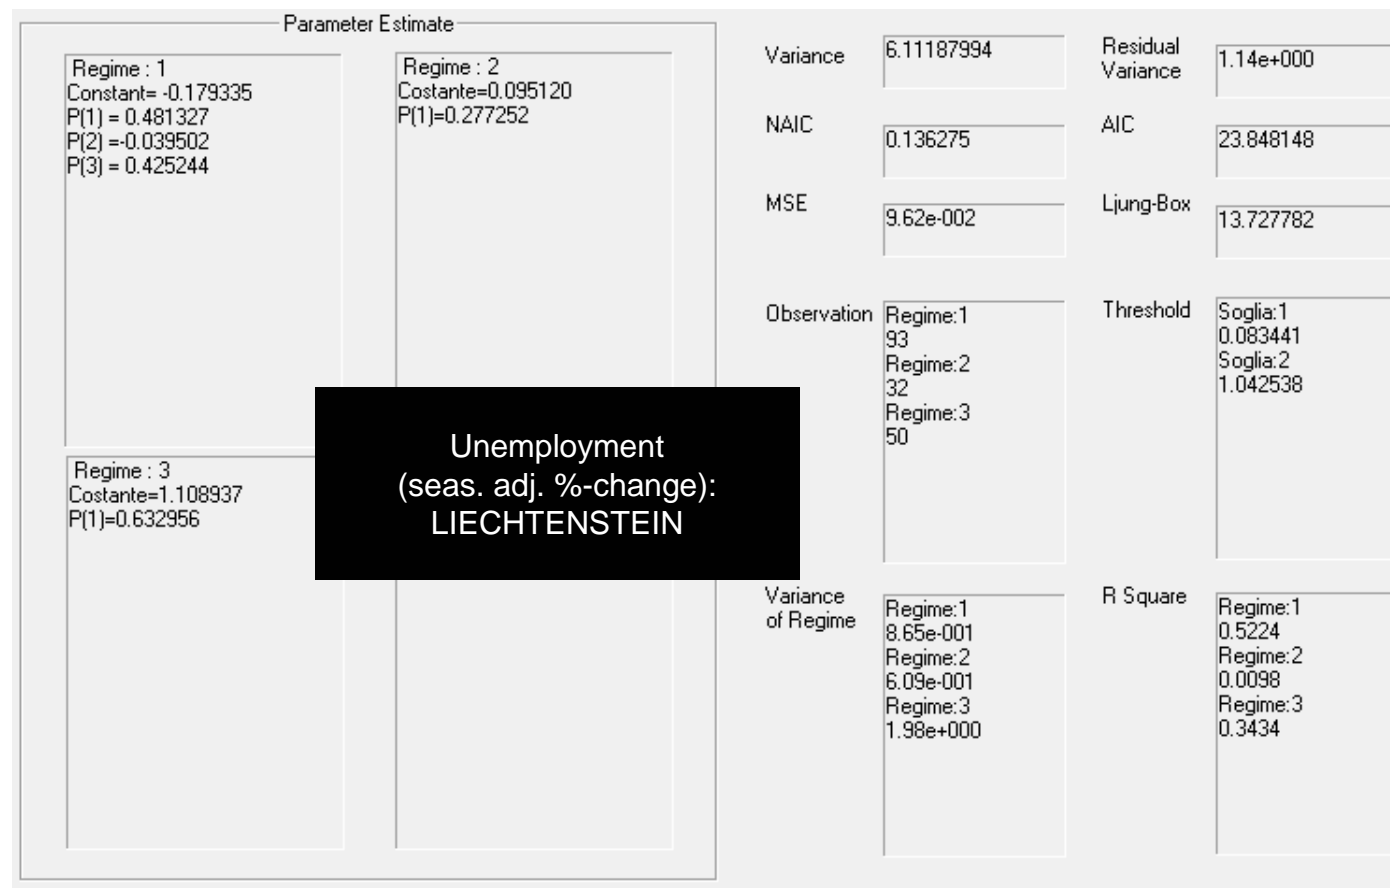 Parameter Estimate
Regime : 1
Constant= -0.179335
P(1) = 0.481327
P(2) =-0.039502
P(3) = 0.425244
Regime : 2
Costante=0.095120
P(1)=0.277252
Regime : 3
Costante=1.108937
P(1)=0.632956
Unemployment
(seas. adj. %-change):
LIECHTENSTEIN
Variance
6.11187994
Residual
Variance
1.14e+000
NAIC
0.136275
AIC
23.848148
MSE
9.62e-002
Ljung-Box
13.727782
Observation
Regime:1
93
Regime:2
32
Regime:3
50
Threshold
Soglia:1
0.083441
Soglia:2
1.042538
Variance
of Regime
Regime:1
8.65e-001
Regime:2
6.09e-001
Regime:3
1.98e+000
R Square
Regime:1
0.5224
Regime:2
0.0098
Regime:3
0.3434